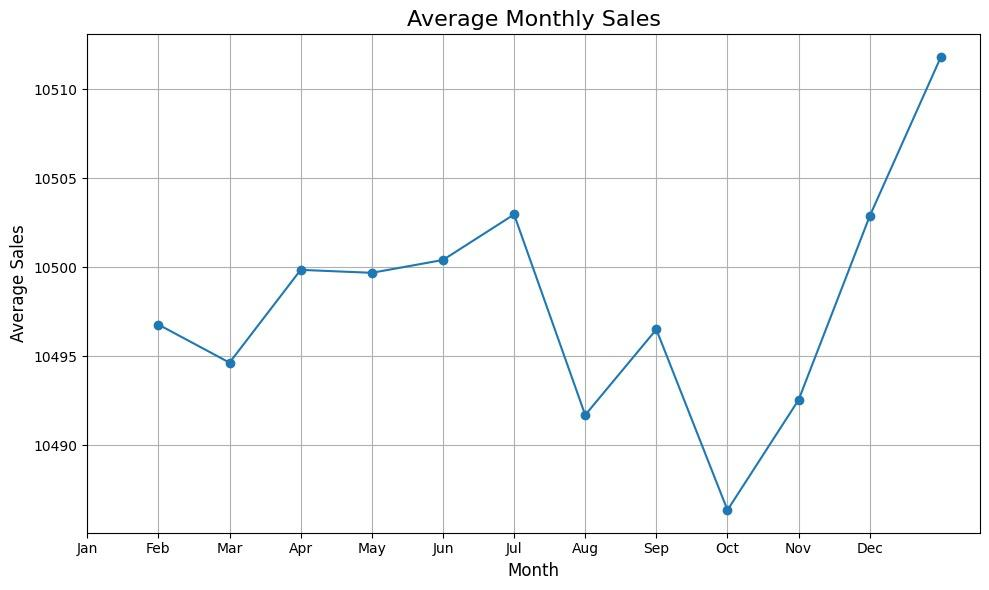 Average Monthly Sales
10510
10505
10500
10495
10490
Average Sales
Jan Feb Mar Apr May Jun Jul Aug Sep Oct Nov Dec
Month